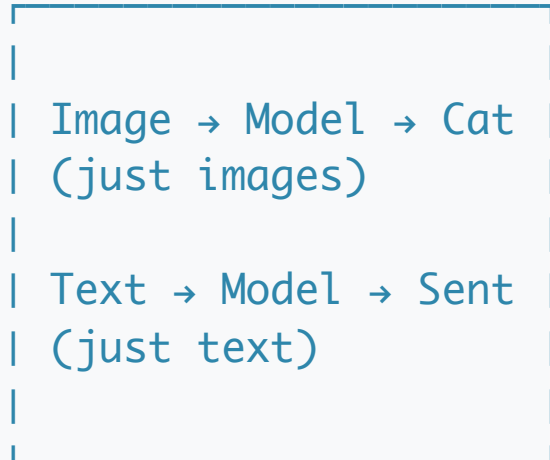 Image → Model → Cat
(just images)
Text → Model → Sent
(just text)